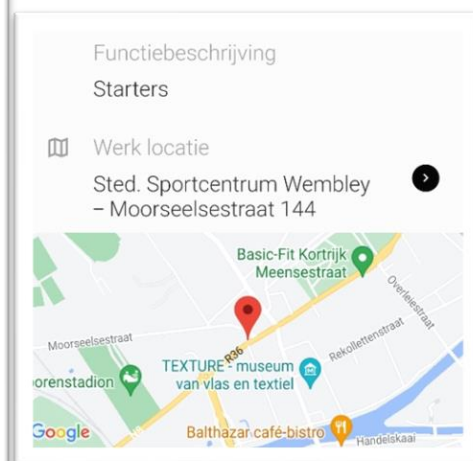 Functiebeschrijving
Starters
Werk locatie
Sted. Sportcentrum Wembley
– Moorseelsestraat 144
Basic-Fit Kortrijk
Meensestraat
Overleiestraat
Moorseelsestraat
R36
Rekollettenstraat
TEXTURE - museum
van vlas en textiel
orenstadion
Google
Balthazar café-bistro
Handelskaai